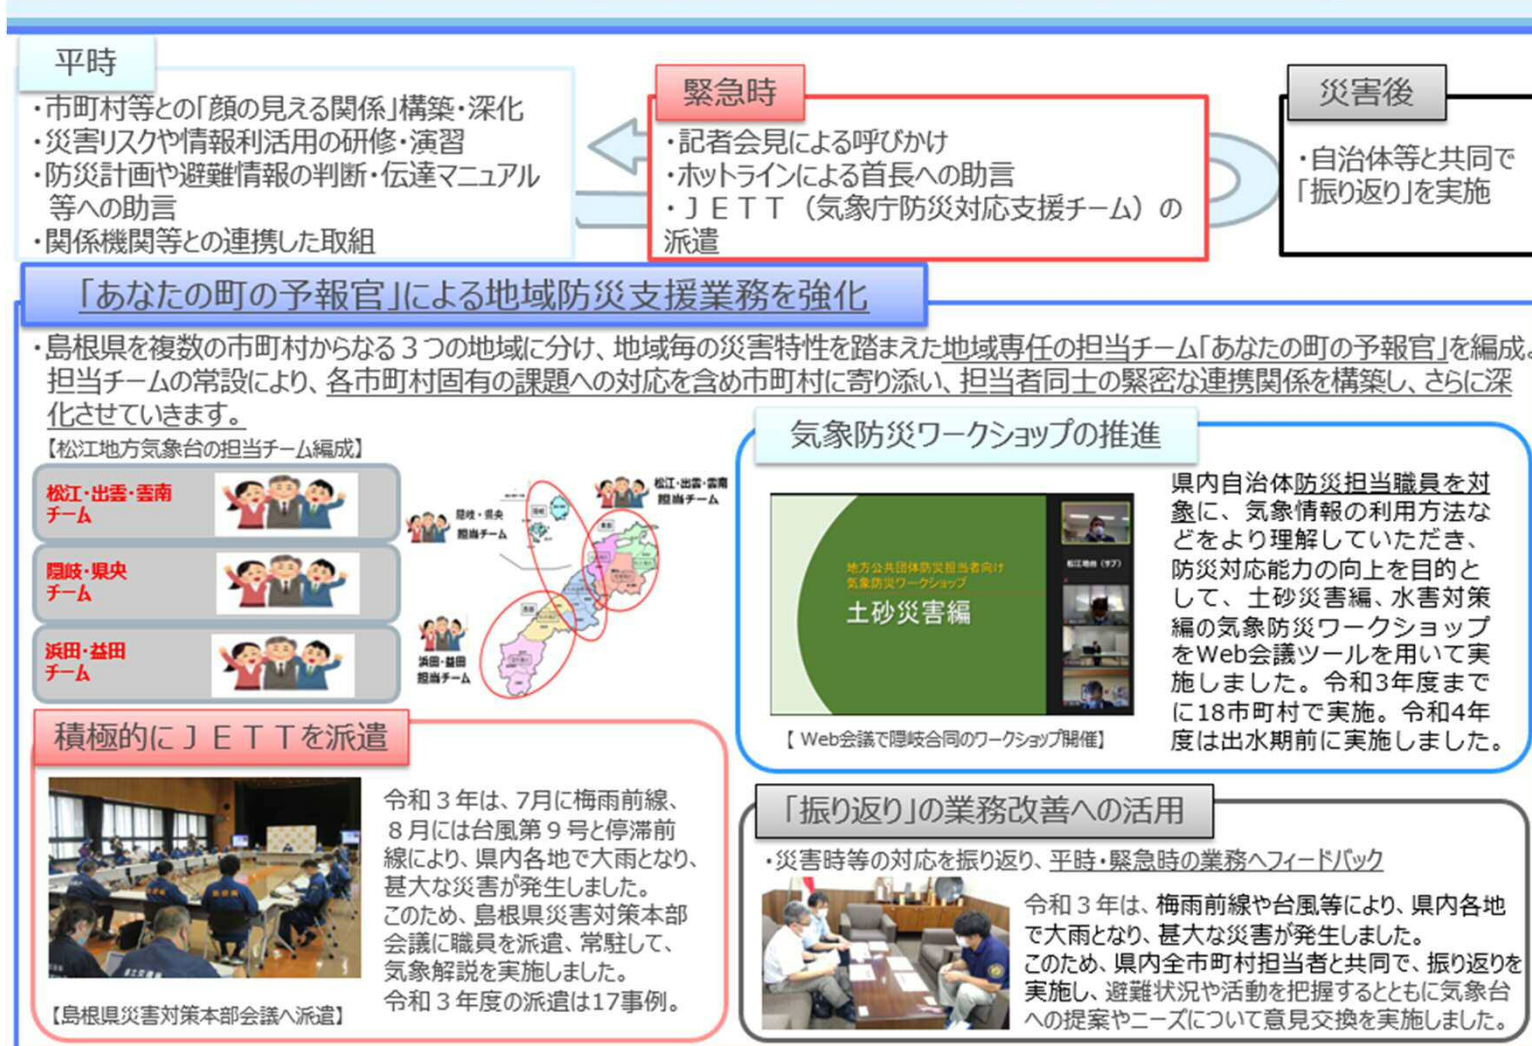 平時
・市町村等との「顔の見える関係」構築・深化
・災害リスクや情報利活用の研修・演習
・防災計画や避難情報の判断・伝達マニュアル
等への助言
・関係機関等との連携した取組
緊急時
・記者会見による呼びかけ
・ホットラインによる首長への助言
・ＪＥＴＴ（気象庁防災対応支援チーム）の
派遣
災害後
・自治体等と共同で
「振り返り」を実施
「あなたの町の予報官」による地域防災支援業務を強化
・島根県を複数の市町村からなる３つの地域に分け、地域毎の災害特性を踏まえた地域専任の担当チーム「あなたの町の予報官」を編成。
担当チームの常設により、各市町村固有の課題への対応を含め市町村に寄り添い、担当者同士の緊密な連携関係を構築し、さらに深
化させていきます。
【松江地方気象台の担当チーム編成】
松江・出雲・雲南
チーム
隠岐・県央
チーム
浜田・益田
チーム
松江・出雲・雲南
担当チーム
隠岐・県央
担当チーム
浜田・益田
担当チーム
気象防災ワークショップの推進
地方公共団体防災担当者向け
気象防災ワークショップ
土砂災害編
松江地台（サブ）
【 Web会議で隠岐合同のワークショップ開催】
県内自治体防災担当職員を対
象に、気象情報の利用方法な
どをより理解していただき、
防災対応能力の向上を目的と
して、土砂災害編、水害対策
編の気象防災ワークショップ
をWeb会議ツールを用いて実
施しました。令和3年度まで
に18市町村で実施。令和4年
度は出水期前に実施しました。
積極的にＪＥＴＴを派遣
令和３年は、7月に梅雨前線、
８月には台風第９号と停滞前
線により、県内各地で大雨となり、
甚大な災害が発生しました。
このため、島根県災害対策本部
会議に職員を派遣、常駐して、
気象解説を実施しました。
令和３年度の派遣は17事例。
【島根県災害対策本部会議へ派遣】
「振り返り」の業務改善への活用
・災害時等の対応を振り返り、平時・緊急時の業務へフィードバック
令和３年は、梅雨前線や台風等により、県内各地
で大雨となり、甚大な災害が発生しました。
このため、県内全市町村担当者と共同で、振り返りを
実施し、避難状況や活動を把握するとともに気象台
への提案やニーズについて意見交換を実施しました。